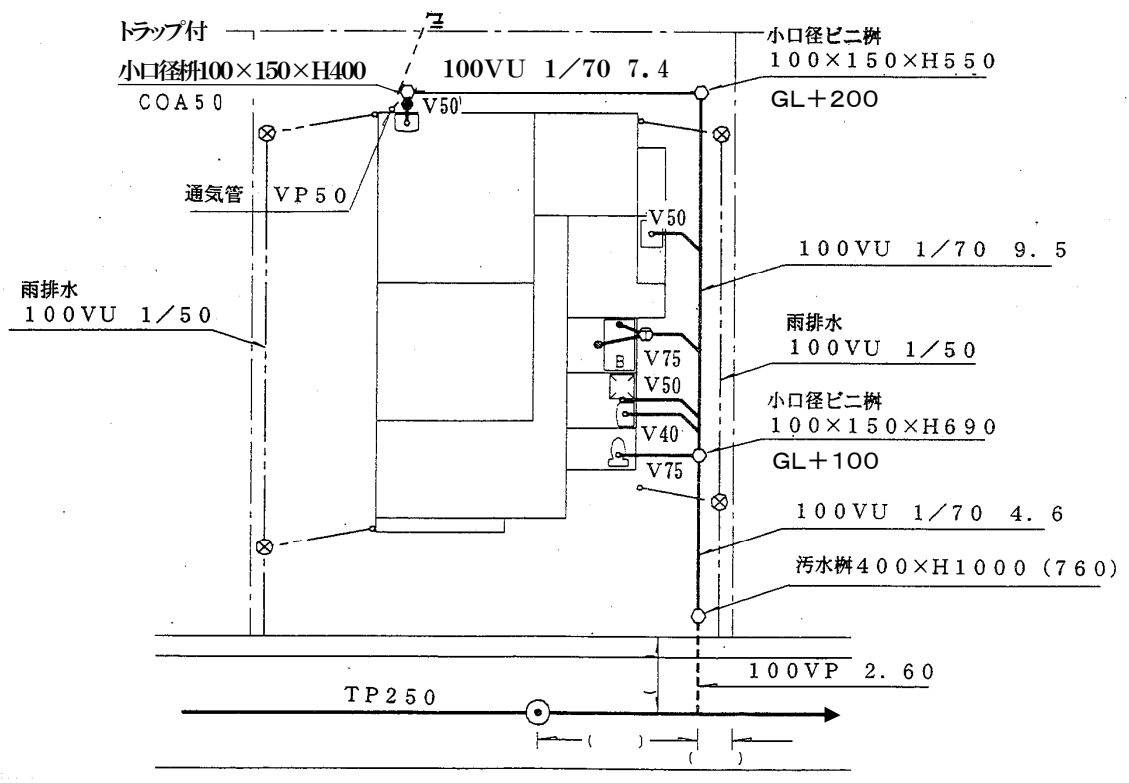 トラップ付
小口径枡100×150×H400
COA50
100VU 1/70 7.4
V50
小口径ビニ桝
100×150×H550
GL+200
通気管 VP50
V50
100VU 1/70 9.5
雨排水
100VU 1/50
雨排水
100VU 1/50
B
V75
V50
V40
V75
小口径ビニ桝
100×150×H690
GL+100
100VU 1/70 4.6
汚水桝400×H1000(760)
100VP 2.60
TP250
( )
( )